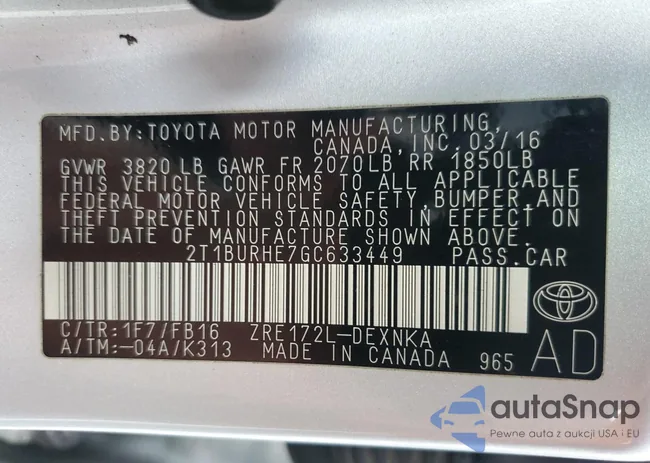 MFD.BY:TOYOTA MOTOR MANUFACTURING,
CANADA, INC. 03/16
GVWR 3820 LB GAWR FR 2070LB, RR 1850LB
THIS VEHICLE CONFORMS TO ALL APPLICABLE
FEDERAL MOTOR VEHICLE SAFETY, BUMPER, AND
THEFT PREVENTION STANDARDS IN EFFECT ON
THE DATE OF MANUFACTURE SHOWN ABOVE.
2T1BURHE7GC633449 PASS.CAR
C/TR:1F7/FB16 ZRE172L-DEXNKA
A/TM:-04A/K313 MADE IN CANADA 965 AD
autaSnap
Pewne auta z aukcji USA i EU